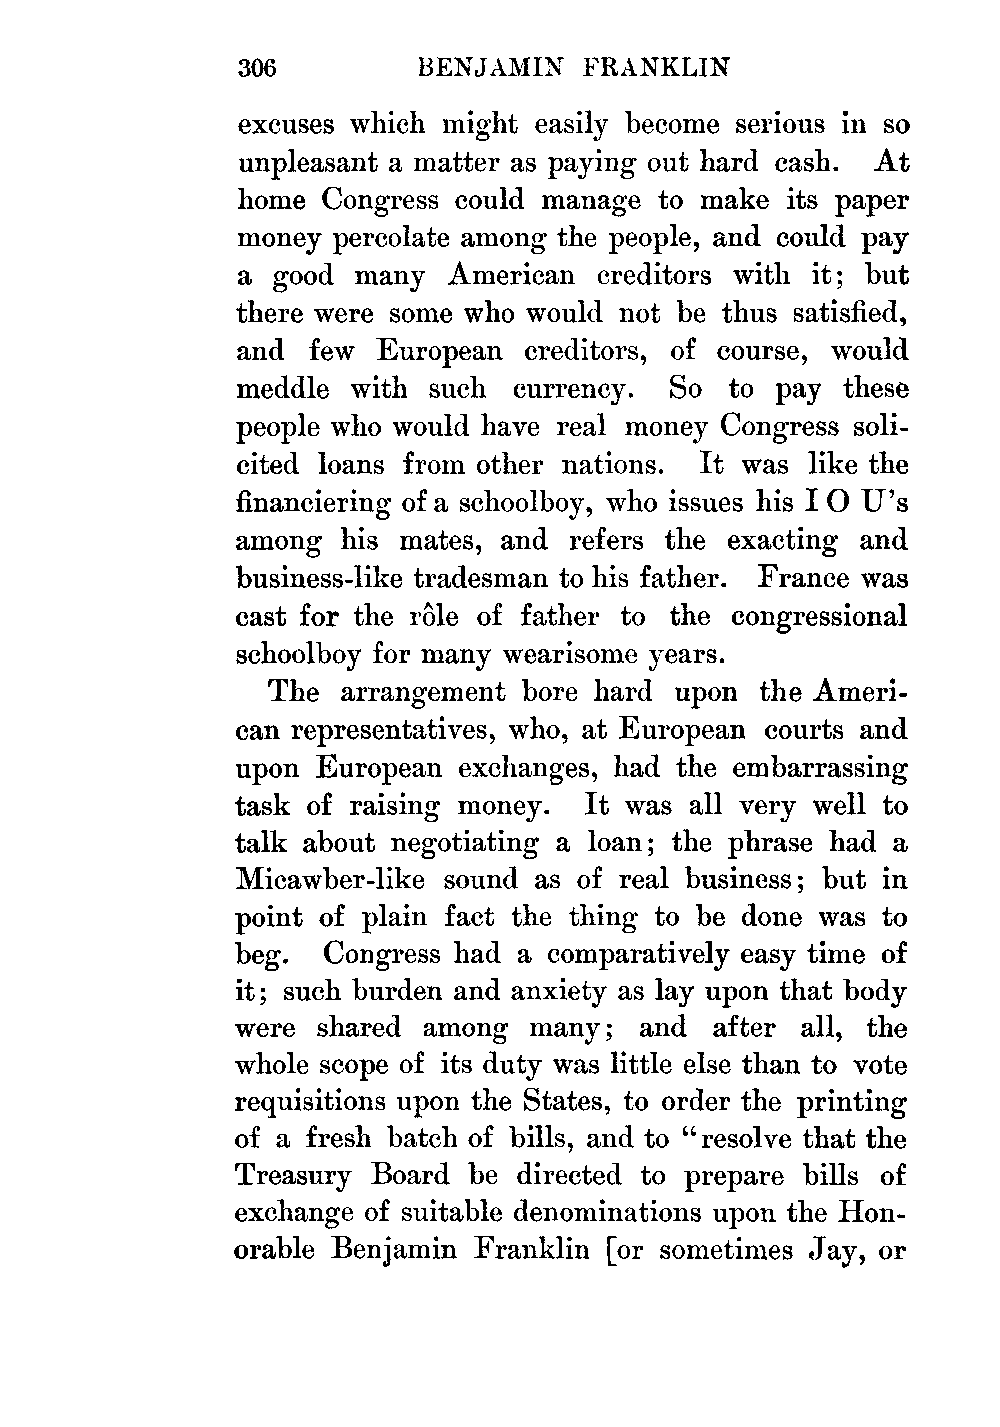 306 BENJAMIN FRANKLIN
excuses which might easily become serious in so
unpleasant a matter as paying out hard cash. At
home Congress could manage to make its paper
money percolate among the people, and could pay
a good many American creditors with it; but
there were some who would not be thus satisfied,
and few European creditors, of course, would
meddle with such currency. So to pay these
people who would have real money Congress soli-
cited loans from other nations. It was like the
financiering of a schoolboy, who issues his I O U's
among his mates, and refers the exacting and
business-like tradesman to his father. France was
cast for the rôle of father to the congressional
schoolboy for many wearisome years.
The arrangement bore hard upon the Ameri-
can representatives, who, at European courts and
upon European exchanges, had the embarrassing
task of raising money. It was all very well to
talk about negotiating a loan; the phrase had a
Micawber-like sound as of real business; but in
point of plain fact the thing to be done was to
beg. Congress had a comparatively easy time of
it; such burden and anxiety as lay upon that body
were shared among many; and after all, the
whole scope of its duty was little else than to vote
requisitions upon the States, to order the printing
of a fresh batch of bills, and to "resolve that the
Treasury Board be directed to prepare bills of
exchange of suitable denominations upon the Hon-
orable Benjamin Franklin [or sometimes Jay, or